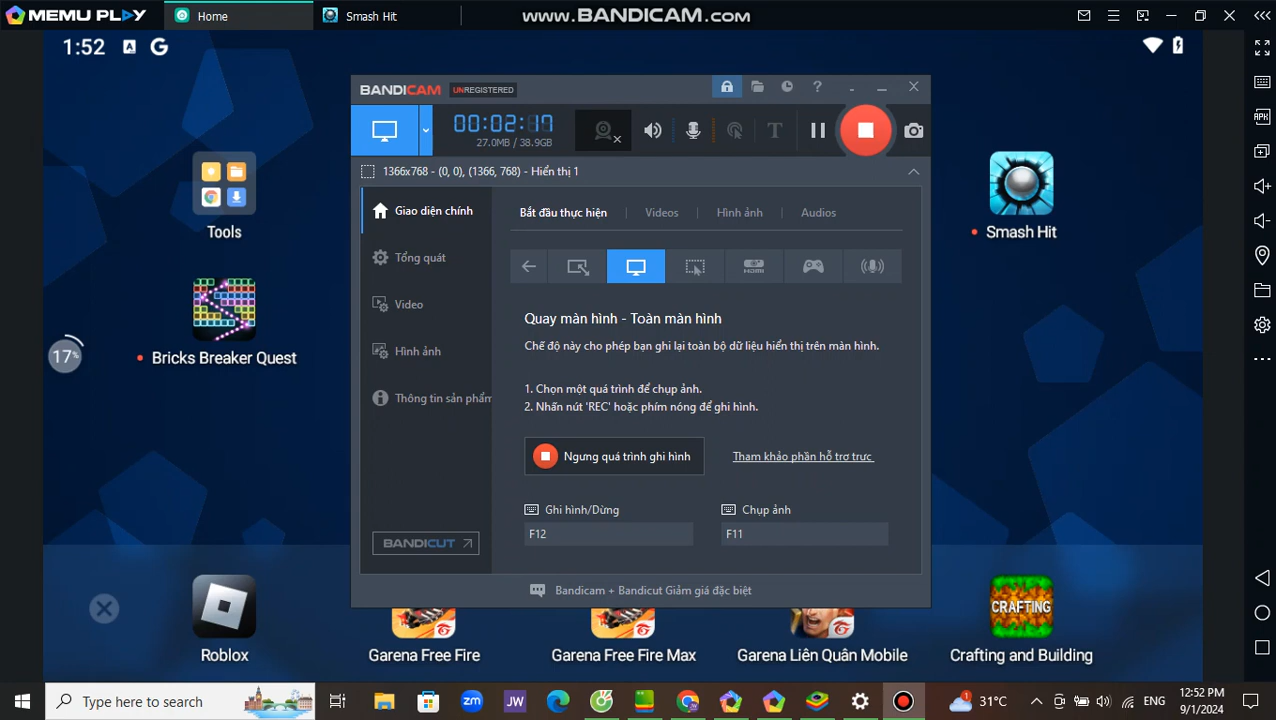 MEMU PLAY
Home
Smash Hit
www.BANDICAM.com
1:52
A
G
BANDICAM
UNREGISTERED
?
00:02:17
27.0MB / 38.9GB
T
1366x768 - (0, 0), (1366, 768) - Hiển thị 1
Tools
Smash Hit
Giao diện chính
Tổng quát
Video
Hình ảnh
Thông tin sản phẩm
Bắt đầu thực hiện
Videos
Hình ảnh
Audios
HDMI
Bricks Breaker Quest
17%
Quay màn hình - Toàn màn hình
Chế độ này cho phép bạn ghi lại toàn bộ dữ liệu hiển thị trên màn hình.
1. Chọn một quá trình để chụp ảnh.
2. Nhấn nút 'REC' hoặc phím nóng để ghi hình.
Ngưng quá trình ghi hình
Tham khảo phần hỗ trợ trực
Ghi hình/Dừng
Chụp ảnh
F12
F11
BANDICUT
Bandicam + Bandicut Giảm giá đặc biệt
APK
CRAFTING
Roblox
Garena Free Fire
Garena Free Fire Max
Garena Liên Quân Mobile
Crafting and Building
Type here to search
zm
JW
1
31°C
ENG
12:52 PM
9/1/2024